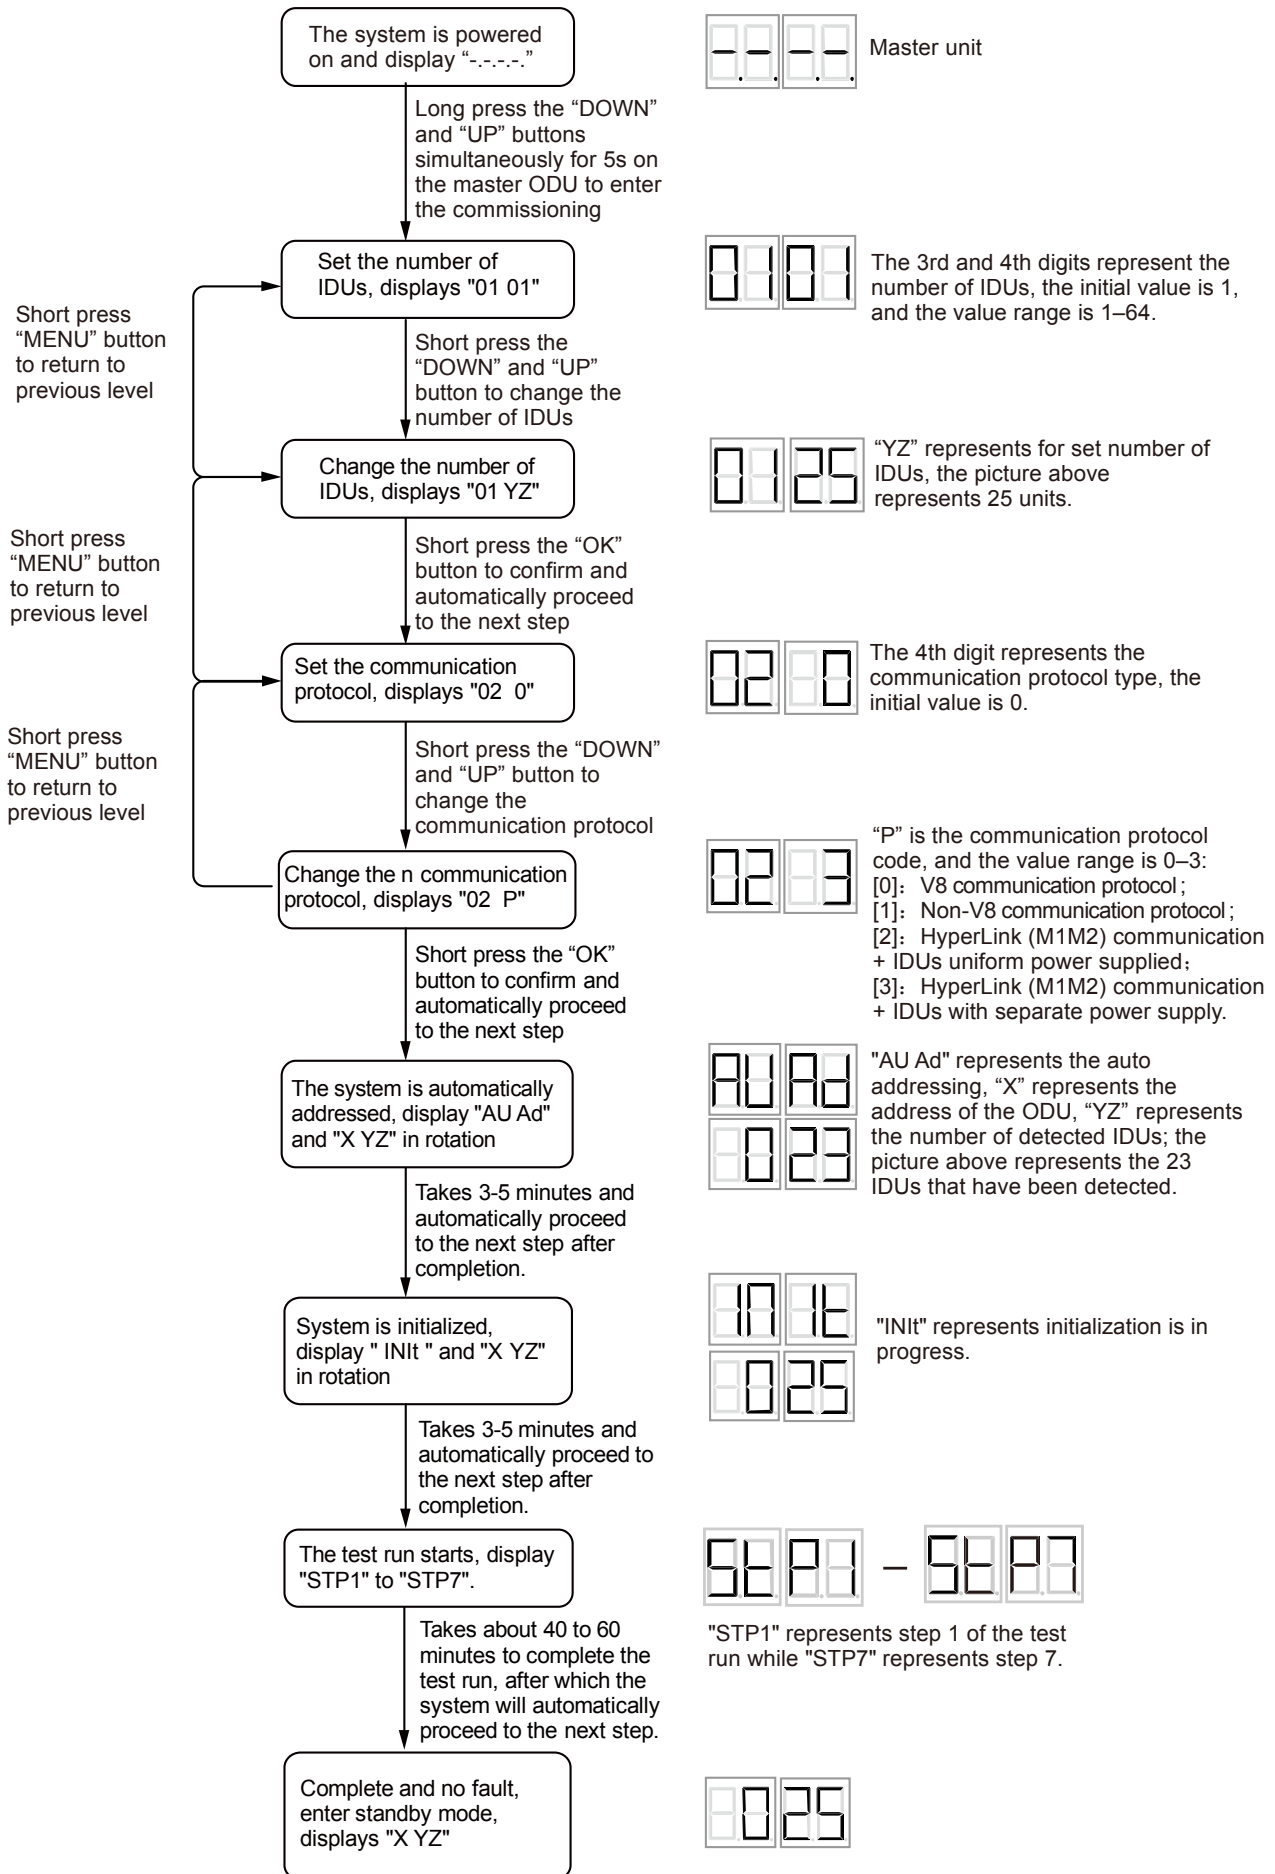 The system is powered
on and display “-.-.-.-.”
-.-.-.-.
Master unit
Long press the “DOWN”
and “UP” buttons
simultaneously for 5s on
the master ODU to enter
the commissioning
Set the number of
IDUs, displays "01 01"
0101
The 3rd and 4th digits represent the
number of IDUs, the initial value is 1,
and the value range is 1–64.
Short press
“MENU” button
to return to
previous level
Short press the
“DOWN” and “UP”
button to change the
number of IDUs
Change the number of
IDUs, displays "01 YZ"
0125
“YZ” represents for set number of
IDUs, the picture above
represents 25 units.
Short press
“MENU” button
to return to
previous level
Short press the “OK”
button to confirm and
automatically proceed
to the next step
Set the communication
protocol, displays "02  0"
02 0
The 4th digit represents the
communication protocol type, the
initial value is 0.
Short press
“MENU” button
to return to
previous level
Short press the “DOWN”
and “UP” button to
change the
communication protocol
Change the n communication
protocol, displays "02  P"
02 3
“P” is the communication protocol
code, and the value range is 0–3:
[0]：V8 communication protocol；
[1]：Non-V8 communication protocol；
[2]：HyperLink (M1M2) communication
+ IDUs uniform power supplied；
[3]：HyperLink (M1M2) communication
+ IDUs with separate power supply.
Short press the “OK”
button to confirm and
automatically proceed
to the next step
The system is automatically
addressed, display "AU Ad"
and "X YZ" in rotation
AUAd
023
"AU Ad" represents the auto
addressing, “X” represents the
address of the ODU, “YZ” represents
the number of detected IDUs; the
picture above represents the 23
IDUs that have been detected.
Takes 3-5 minutes and
automatically proceed
to the next step after
completion.
System is initialized,
display " INIt " and "X YZ"
in rotation
INIt
025
"INIt" represents initialization is in
progress.
Takes 3-5 minutes and
automatically proceed to
the next step after
completion.
The test run starts, display
"STP1" to "STP7".
StP1 – StP7
"STP1" represents step 1 of the test
run while "STP7" represents step 7.
Takes about 40 to 60
minutes to complete the
test run, after which the
system will automatically
proceed to the next step.
Complete and no fault,
enter standby mode,
displays "X YZ"
025